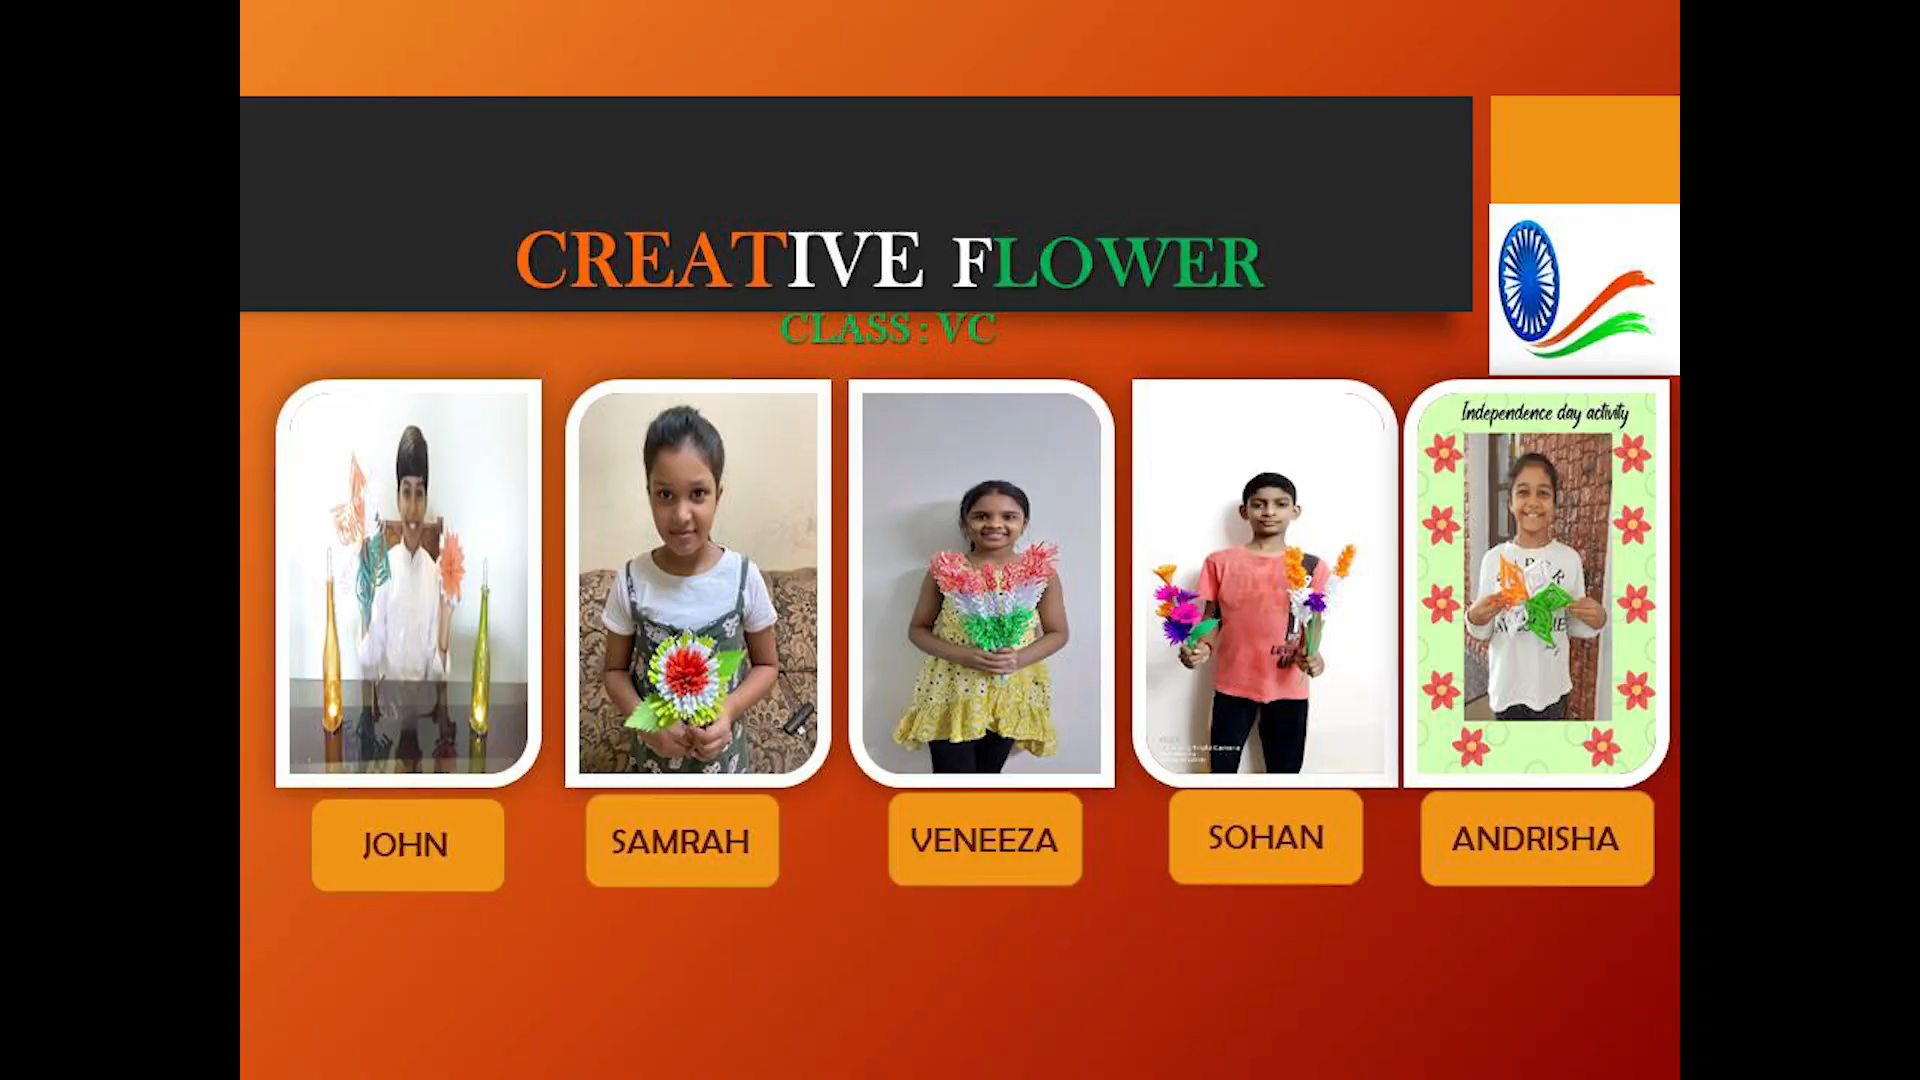 CREATIVE FLOWER
CLASS : VC
Independence day activity
JOHN
SAMRAH
VENEEZA
SOHAN
ANDRISHA